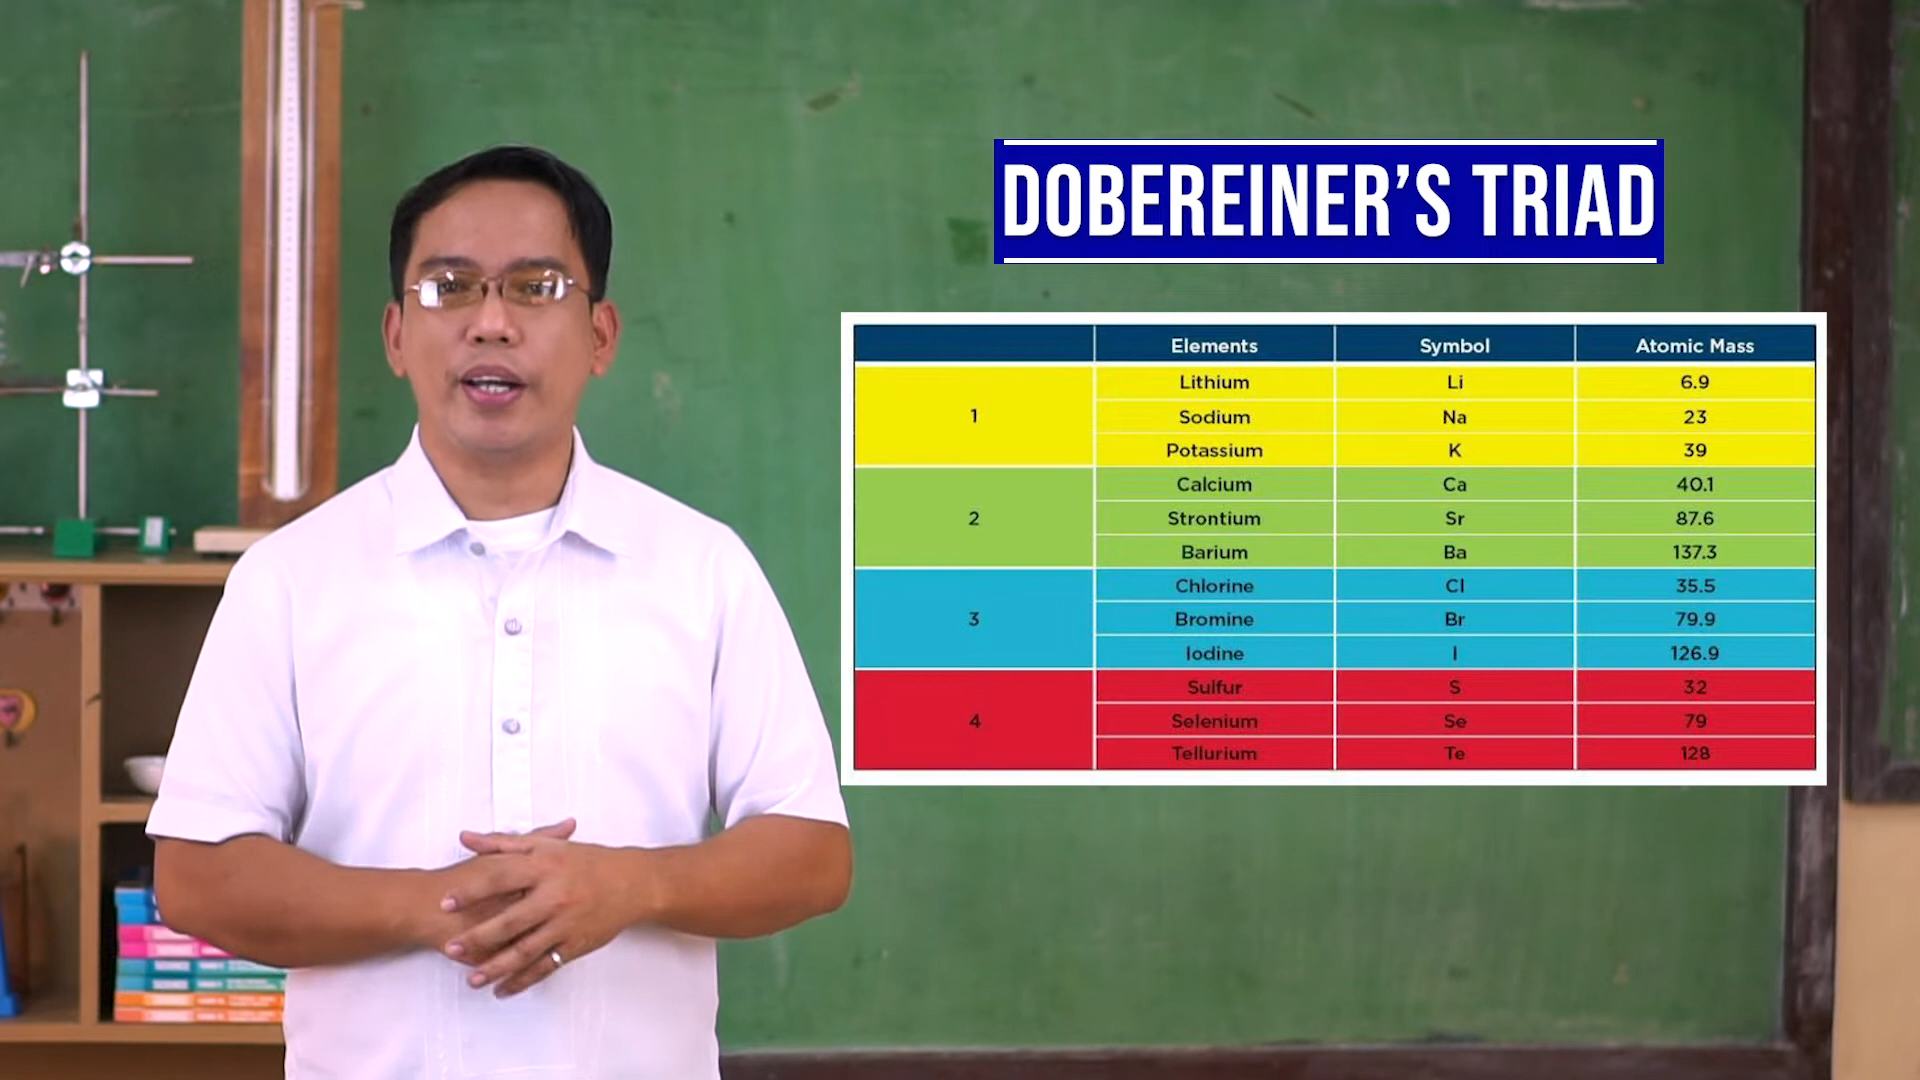 DOBEREINER'S TRIAD
Elements Symbol Atomic Mass
1
Lithium Li 6.9
Sodium Na 23
Potassium K 39
2
Calcium Ca 40.1
Strontium Sr 87.6
Barium Ba 137.3
3
Chlorine Cl 35.5
Bromine Br 79.9
Iodine I 126.9
4
Sulfur S 32
Selenium Se 79
Tellurium Te 128